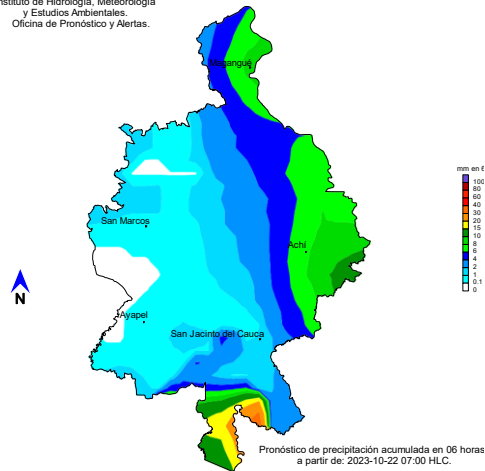 Instituto de Hidrología, Meteorología
y Estudios Ambientales.
Oficina de Pronóstico y Alertas.
Magangué
San Marcos
Achí
Ayapel
San Jacinto del Cauca
N
mm en 6
100
80
60
40
30
20
15
10
8
6
4
2
1
0.1
0
Pronóstico de precipitación acumulada en 06 horas
a partir de: 2023-10-22 07:00 HLC.